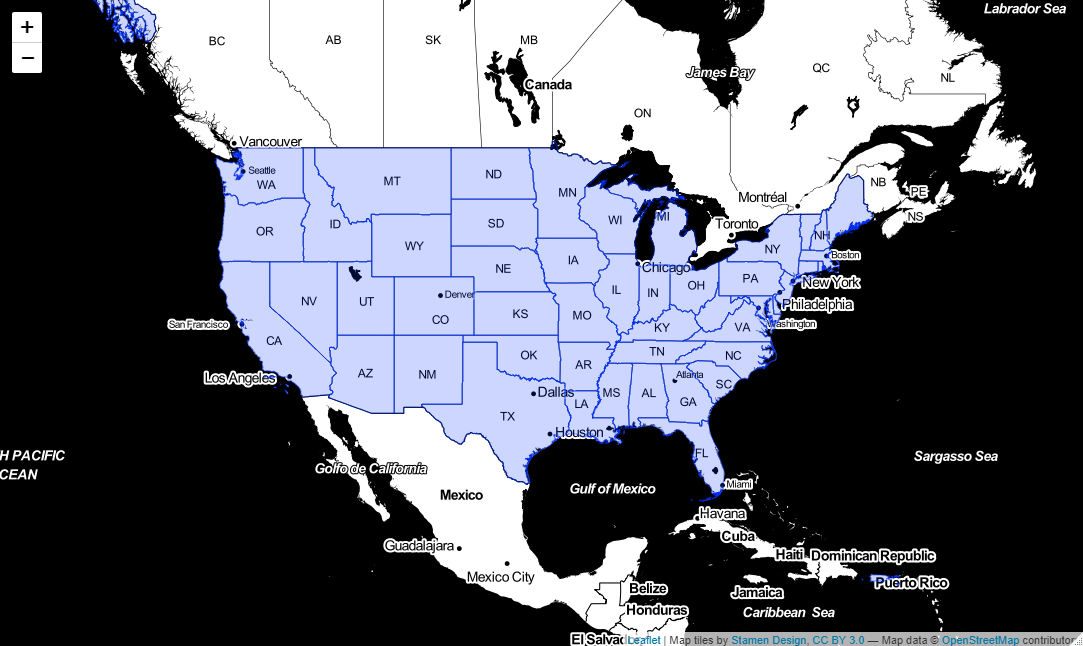 Labrador Sea
+
−
BC
AB
SK
MB
QC
James Bay
NL
Canada
ON
Vancouver
Seattle
WA
MT
ND
MN
NB
PE
Montréal
NS
WI
MI
OR
ID
SD
Toronto
NH
WY
NY
Boston
IA
NE
Chicago
PA
NV
UT
Denver
IL
IN
OH
New York
CO
KS
MO
Philadelphia
San Francisco
KY
VA
Washington
CA
OK
TN
NC
AZ
NM
AR
Atlanta
Los Angeles
Dallas
MS
AL
SC
LA
GA
TX
Houston
H PACIFIC
CEAN
FL
Sargasso Sea
Golfo de California
Miami
Mexico
Gulf of Mexico
Havana
Cuba
Guadalajara
Haiti
Dominican Republic
Mexico City
Puerto Rico
Belize
Jamaica
Honduras
Caribbean Sea
El Salvad
Leaflet | Map tiles by Stamen Design, CC BY 3.0 — Map data © OpenStreetMap contributor